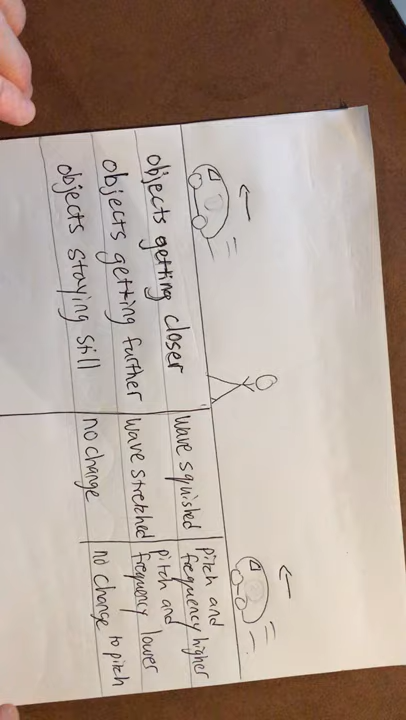 objects getting closer
wave squished
pitch and
frequency higher
objects getting further
wave stretched
pitch and
frequency lower
objects staying still
no change
no change to pitch